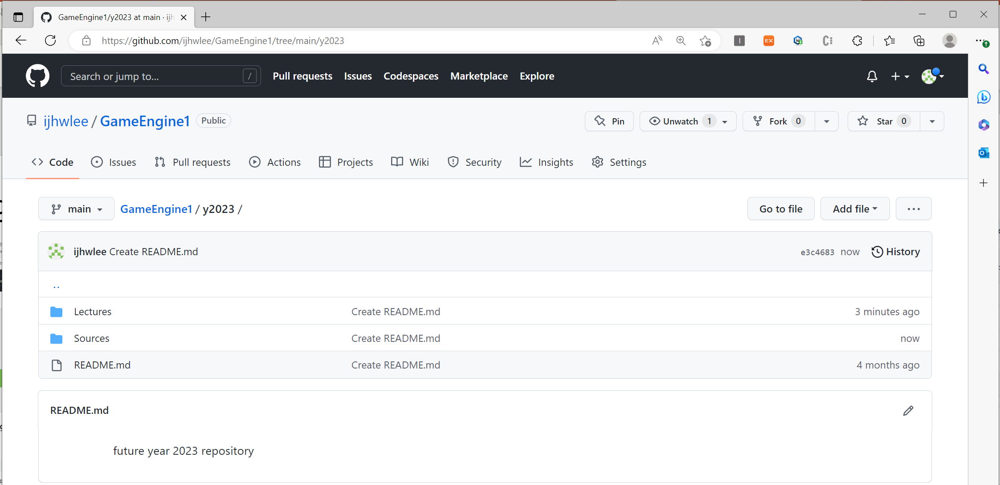 GameEngine1/y2023 at main · ijh
https://github.com/ijhwlee/GameEngine1/tree/main/y2023
Search or jump to... /
Pull requests Issues Codespaces Marketplace Explore
ijhwlee / GameEngine1 Public
Pin Unwatch 1 Fork 0 Star 0
Code Issues Pull requests Actions Projects Wiki Security Insights Settings
main GameEngine1 / y2023 /
Go to file Add file
ijhwlee Create README.md e3c4683 now History
..
Lectures Create README.md 3 minutes ago
Sources Create README.md now
README.md Create README.md 4 months ago
README.md
future year 2023 repository